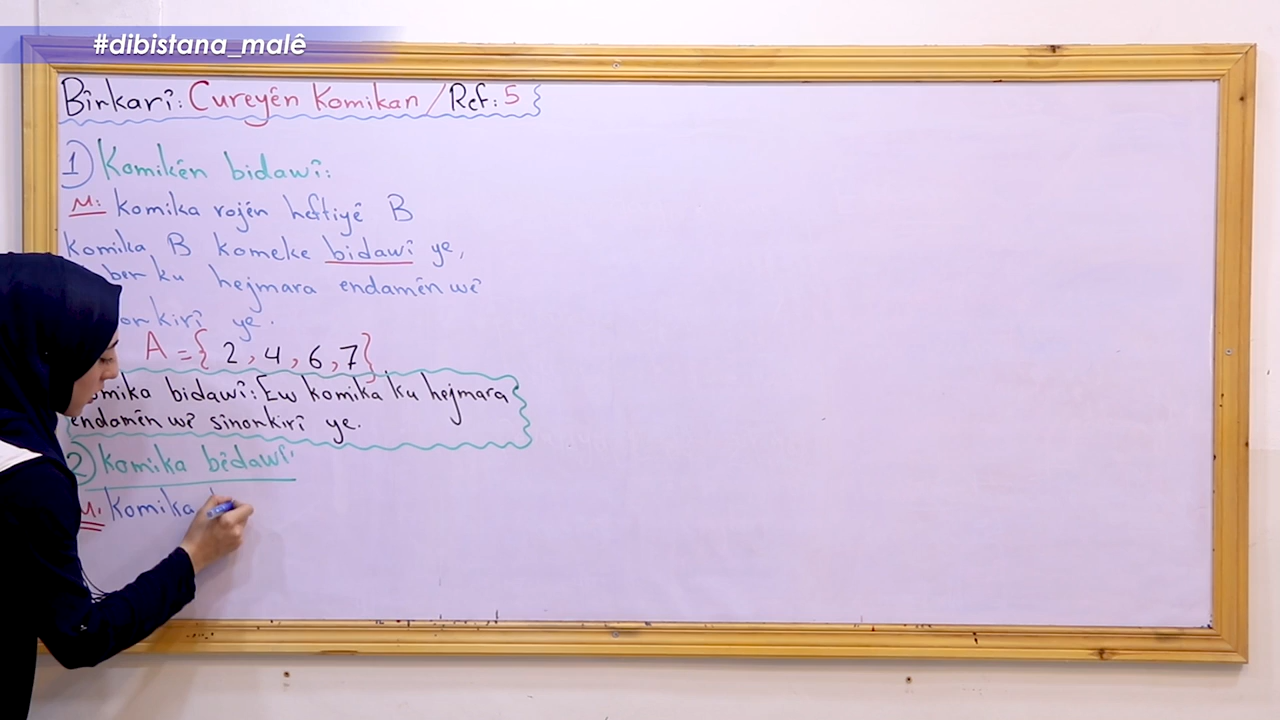 #dibistana_malê
Bîrkarî: Cureyên Komikan / Ref: 5
1 Komikên bidawî:
M: Komika rojên heftiyê B
Komika B komeke bidawî ye,
ber ku hejmara endamên wê
ye.
A = { 2 , 4 , 6 , 7 }
bidawî: Ew komika ku hejmara
endamên wê sînorkirî ye.
2 Komika bêdawî:
M: Komika